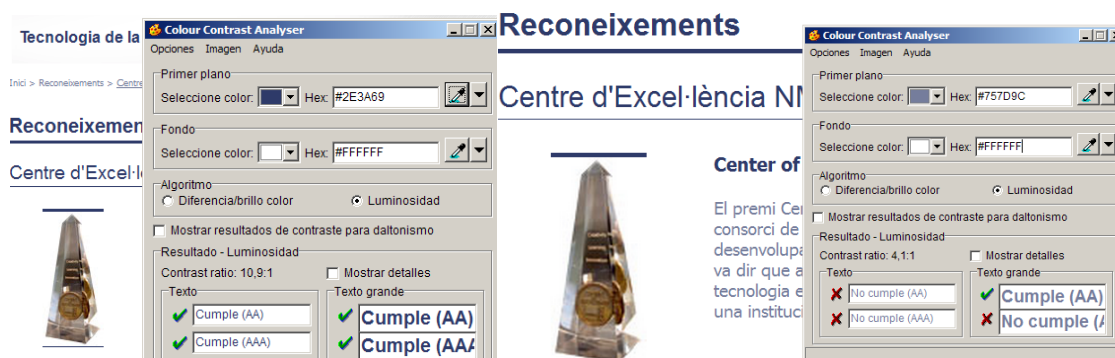 Tecnologia de la
Inici > Reconeixements > Centre
Reconeixemen
Centre d'Excel·l
Colour Contrast Analyser
Opciones Imagen Ayuda
Primer plano
Seleccione color: Hex: #2E3A69
Fondo
Seleccione color: Hex: #FFFFFF
Algoritmo
Diferencia/brillo color Luminosidad
Mostrar resultados de contraste para daltonismo
Resultado - Luminosidad
Contrast ratio: 10,9:1 Mostrar detalles
Texto Texto grande
Cumple (AA) Cumple (AA)
Cumple (AAA) Cumple (AAA
Reconeixements
Centre d'Excel·lència NM
Center of
El premi Cen
consorci de
desenvolupa
va dir que a
tecnologia e
una instituci
Colour Contrast Analyser
Opciones Imagen Ayuda
Primer plano
Seleccione color: Hex: #757D9C
Fondo
Seleccione color: Hex: #FFFFFF
Algoritmo
Diferencia/brillo color Luminosidad
Mostrar resultados de contraste para daltonismo
Resultado - Luminosidad
Contrast ratio: 4,1:1 Mostrar detalles
Texto Texto grande
No cumple (AA) Cumple (AA)
No cumple (AAA) No cumple (A